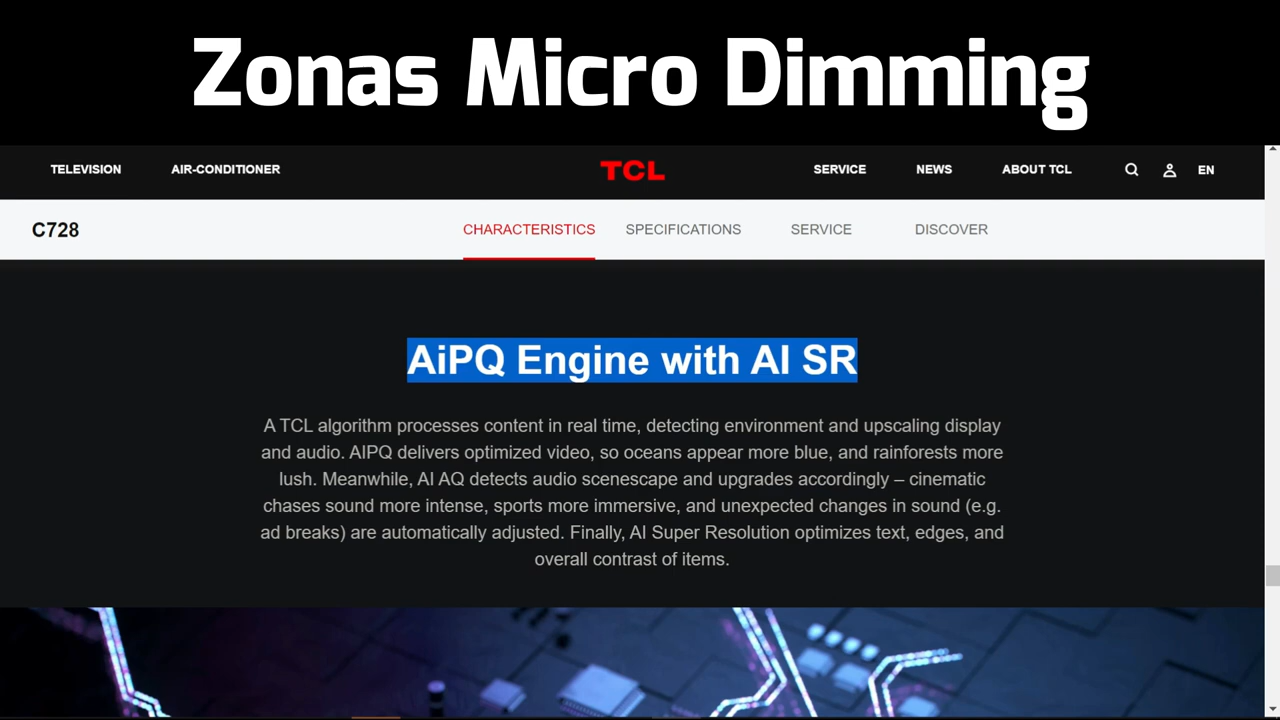 Zonas Micro Dimming
TELEVISION AIR-CONDITIONER TCL SERVICE NEWS ABOUT TCL EN
C728 CHARACTERISTICS SPECIFICATIONS SERVICE DISCOVER
AiPQ Engine with AI SR
A TCL algorithm processes content in real time, detecting environment and upscaling display
and audio. AIPQ delivers optimized video, so oceans appear more blue, and rainforests more
lush. Meanwhile, AI AQ detects audio scenescape and upgrades accordingly – cinematic
chases sound more intense, sports more immersive, and unexpected changes in sound (e.g.
ad breaks) are automatically adjusted. Finally, AI Super Resolution optimizes text, edges, and
overall contrast of items.